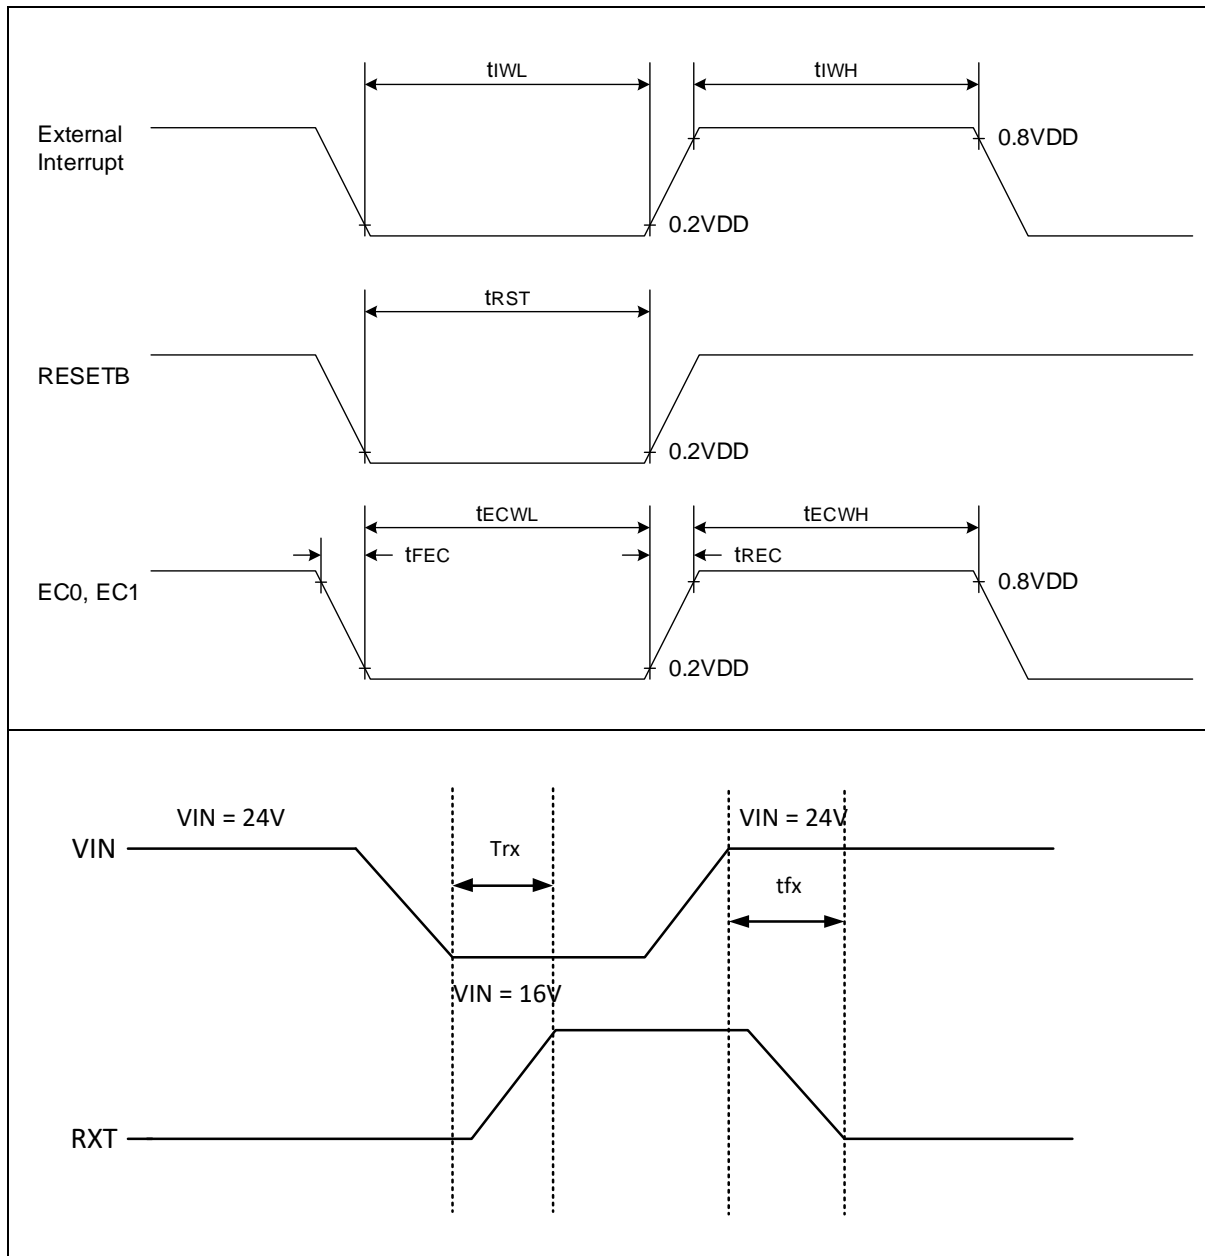 tIWL
tIWH
External
Interrupt
0.8VDD
0.2VDD
tRST
RESETB
0.2VDD
tECWL
tECWH
tFEC
tREC
EC0, EC1
0.8VDD
0.2VDD
VIN = 24V
VIN = 24V
VIN
Trx
tfx
VIN = 16V
RXT